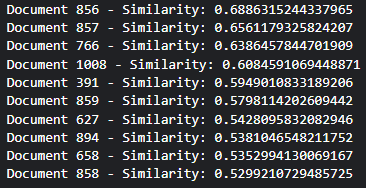 Document 856 - Similarity: 0.6886315244337965
Document 857 - Similarity: 0.6561179325824207
Document 766 - Similarity: 0.6386457844701909
Document 1008 - Similarity: 0.6084591069448871
Document 391 - Similarity: 0.5949010833189206
Document 859 - Similarity: 0.5798114202609442
Document 627 - Similarity: 0.5428095832082946
Document 894 - Similarity: 0.5381046548211752
Document 658 - Similarity: 0.5352994130069167
Document 858 - Similarity: 0.5299210729485725